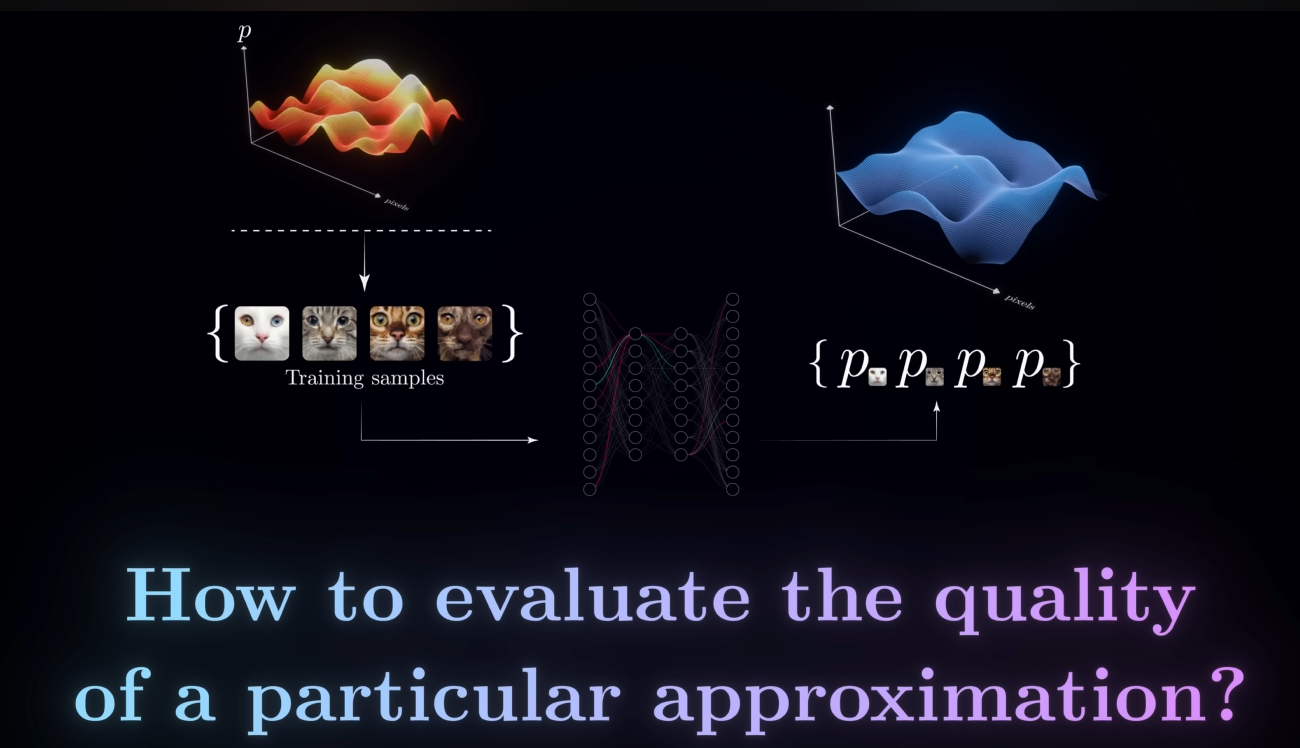 p
pixels
pixels
{ }
Training samples
{ p p p p }
How to evaluate the quality
of a particular approximation?